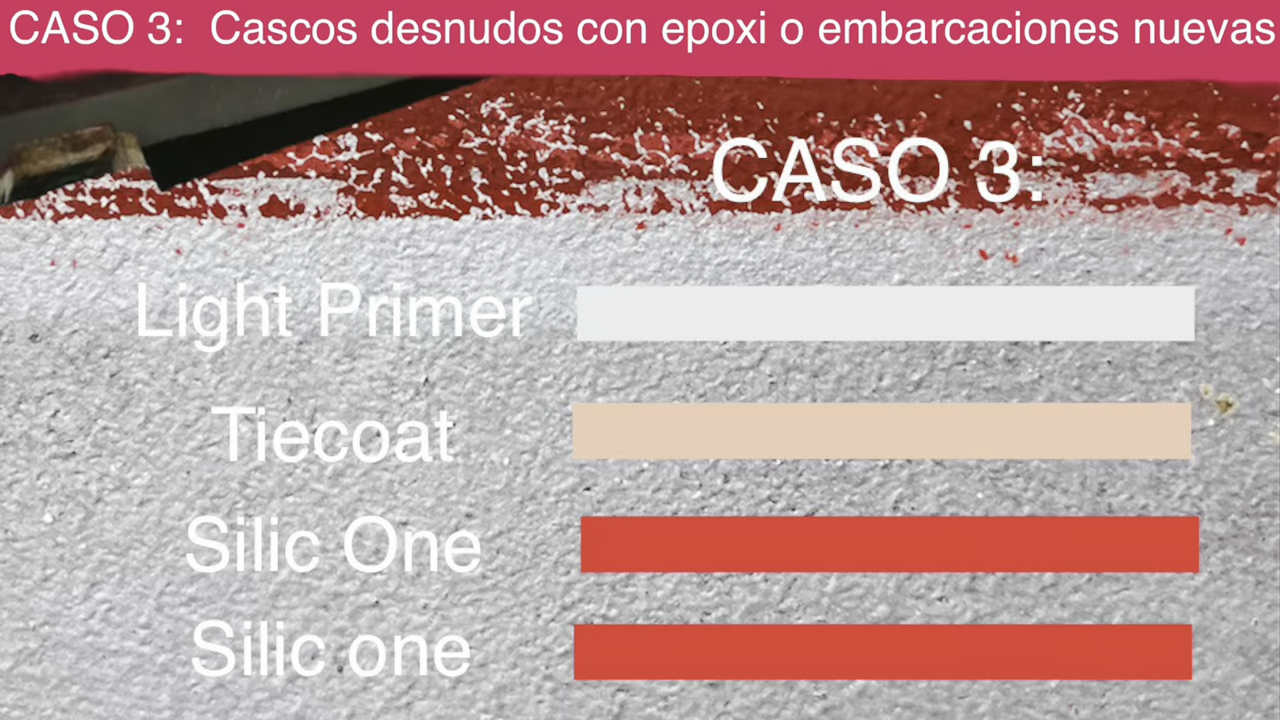 CASO 3: Cascos desnudos con epoxi o embarcaciones nuevas
CASO 3:
Light Primer
Tiecoat
Silic One
Silic one